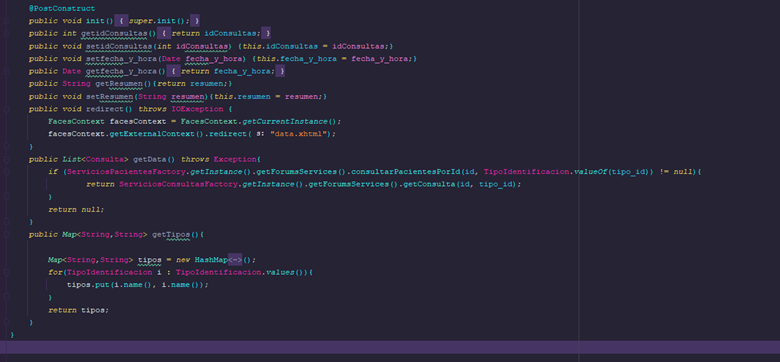 @PostConstruct
public void init() { super.init(); }
public int getidConsultas() { return idConsultas; }
public void setidConsultas(int idConsultas) {this.idConsultas = idConsultas;}
public void setfecha_y_hora(Date fecha_y_hora) {this.fecha_y_hora = fecha_y_hora;}
public Date getfecha_y_hora() { return fecha_y_hora; }
public String getResumen(){return resumen;}
public void setResumen(String resumen){this.resumen = resumen;}
public void redirect() throws IOException {
FacesContext facesContext = FacesContext.getCurrentInstance();
facesContext.getExternalContext().redirect( s: "data.xhtml");
}
public List<Consulta> getData() throws Exception{
if (ServiciosPacientesFactory.getInstance().getForumsServices().consultarPacientesPorId(id, TipoIdentificacion.valueOf(tipo_id)) != null){
return ServiciosConsultasFactory.getInstance().getForumsServices().getConsulta(id, tipo_id);
}
return null;
}
public Map<String,String> getTipos(){
Map<String,String> tipos = new HashMap<~>();
for(TipoIdentificacion i : TipoIdentificacion.values()){
tipos.put(i.name(), i.name());
}
return tipos;
}
}